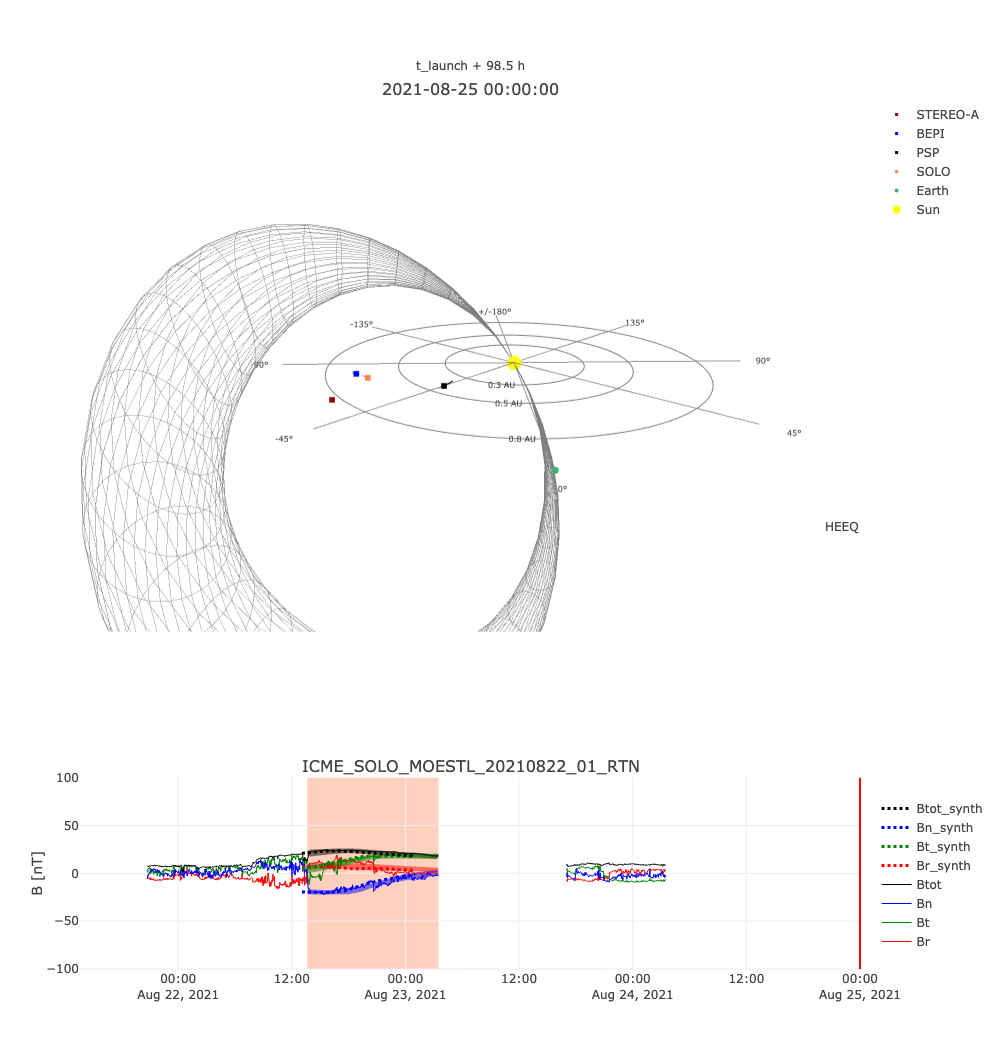 t_launch + 98.5 h
2021-08-25 00:00:00
STEREO-A
BEPI
PSP
SOLO
Earth
Sun
+/-180°
-135°
135°
-90°
90°
0.3 AU
0.5 AU
-45°
45°
0.8 AU
0°
HEEQ
ICME_SOLO_MOESTL_20210822_01_RTN
B [nT]
100
50
0
−50
−100
00:00
Aug 22, 2021
12:00
00:00
Aug 23, 2021
12:00
00:00
Aug 24, 2021
12:00
00:00
Aug 25, 2021
Btot_synth
Bn_synth
Bt_synth
Br_synth
Btot
Bn
Bt
Br